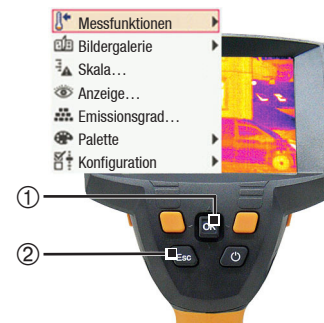 Messfunktionen
Bildergalerie
Skala…
Anzeige…
Emissionsgrad…
Palette
Konfiguration
1
OK
2
Esc